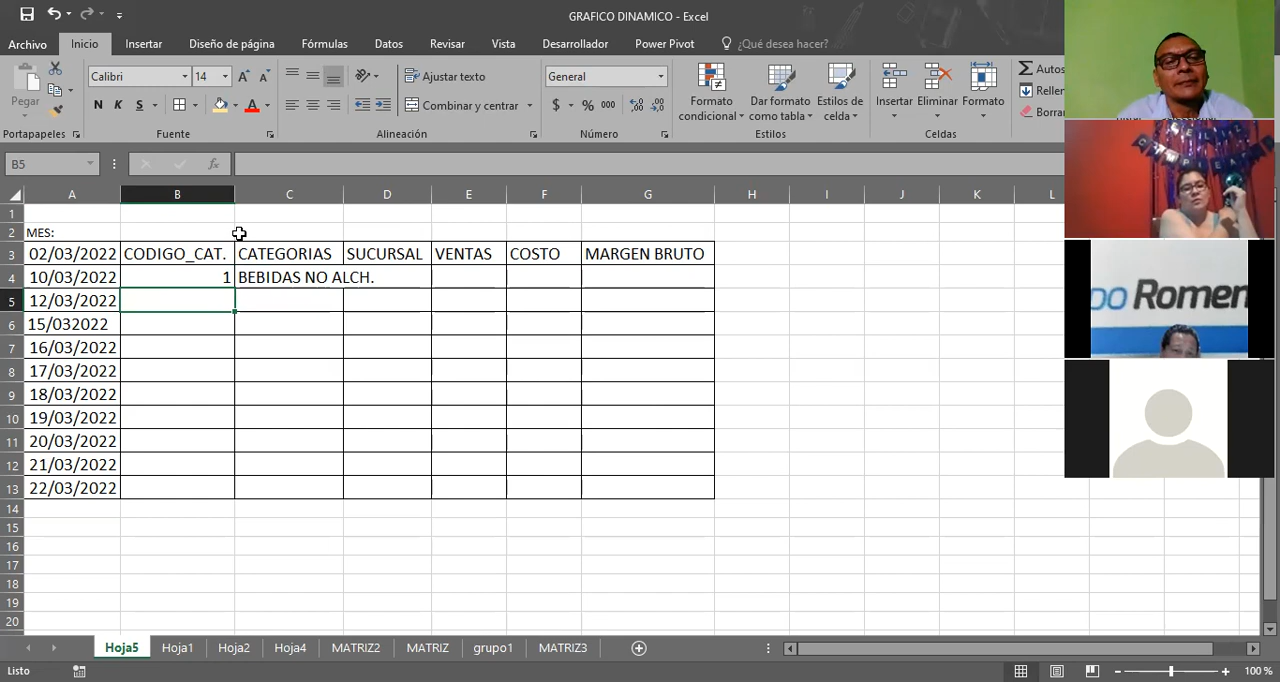 GRAFICO DINAMICO - Excel
Archivo Inicio Insertar Diseño de página Fórmulas Datos Revisar Vista Desarrollador Power Pivot ¿Qué desea hacer?
Pegar
Portapapeles
Calibri 14
N K S
Fuente
Ajustar texto
Combinar y centrar
Alineación
General
$ % 000
Número
Formato condicional
Dar formato como tabla
Estilos de celda
Estilos
Insertar Eliminar Formato
Celdas
Autos
Reller
Borra
B5
fx
A B C D E F G H I J K L
1
2 MES:
3 02/03/2022 CODIGO_CAT. CATEGORIAS SUCURSAL VENTAS COSTO MARGEN BRUTO
4 10/03/2022 1 BEBIDAS NO ALCH.
5 12/03/2022
6 15/032022
7 16/03/2022
8 17/03/2022
9 18/03/2022
10 19/03/2022
11 20/03/2022
12 21/03/2022
13 22/03/2022
14
15
16
17
18
19
20
Hoja5 Hoja1 Hoja2 Hoja4 MATRIZ2 MATRIZ grupo1 MATRIZ3
Listo
100 %
Romen